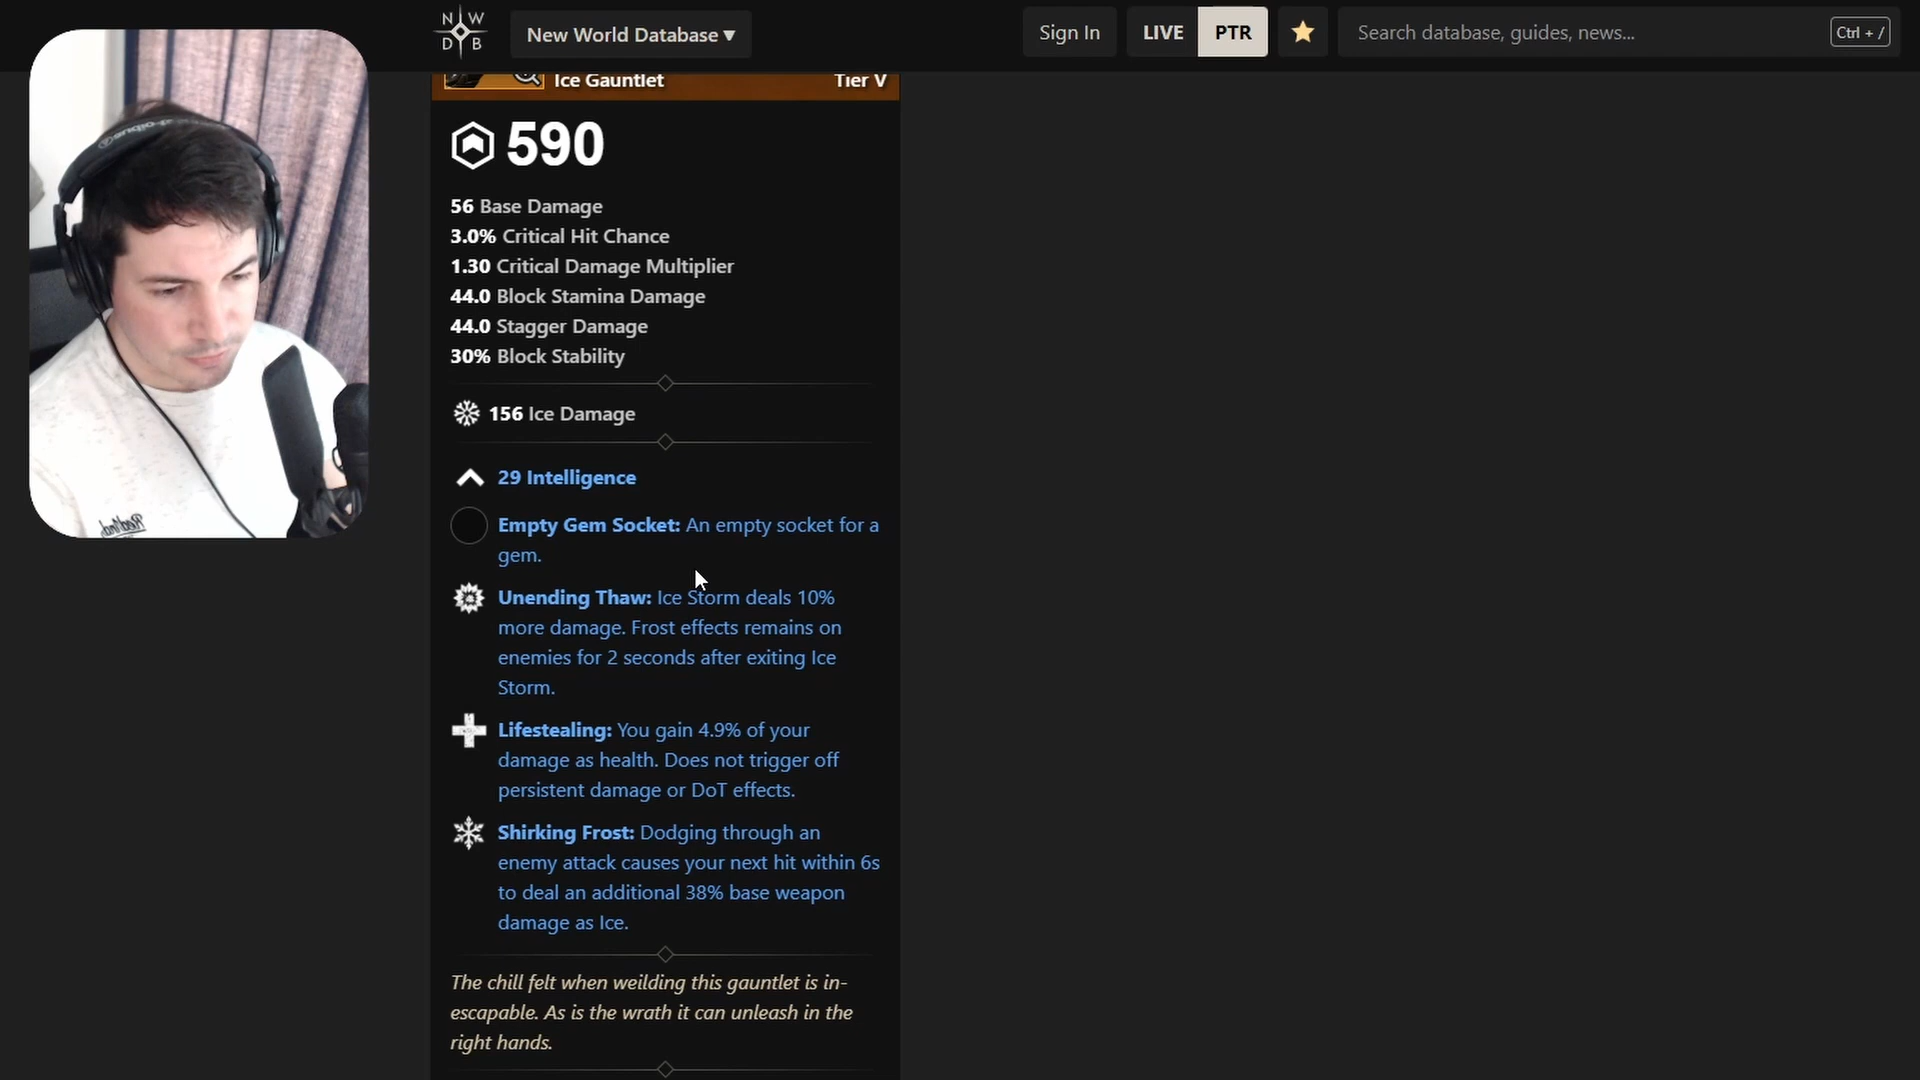 N W
D B
New World Database ▼
Sign In
LIVE
PTR
Search database, guides, news...
Ctrl + /
Ice Gauntlet
Tier V
590
56 Base Damage
3.0% Critical Hit Chance
1.30 Critical Damage Multiplier
44.0 Block Stamina Damage
44.0 Stagger Damage
30% Block Stability
156 Ice Damage
29 Intelligence
Empty Gem Socket: An empty socket for a
gem.
Unending Thaw: Ice Storm deals 10%
more damage. Frost effects remains on
enemies for 2 seconds after exiting Ice
Storm.
Lifestealing: You gain 4.9% of your
damage as health. Does not trigger off
persistent damage or DoT effects.
Shirking Frost: Dodging through an
enemy attack causes your next hit within 6s
to deal an additional 38% base weapon
damage as Ice.
The chill felt when weilding this gauntlet is in-
escapable. As is the wrath it can unleash in the
right hands.